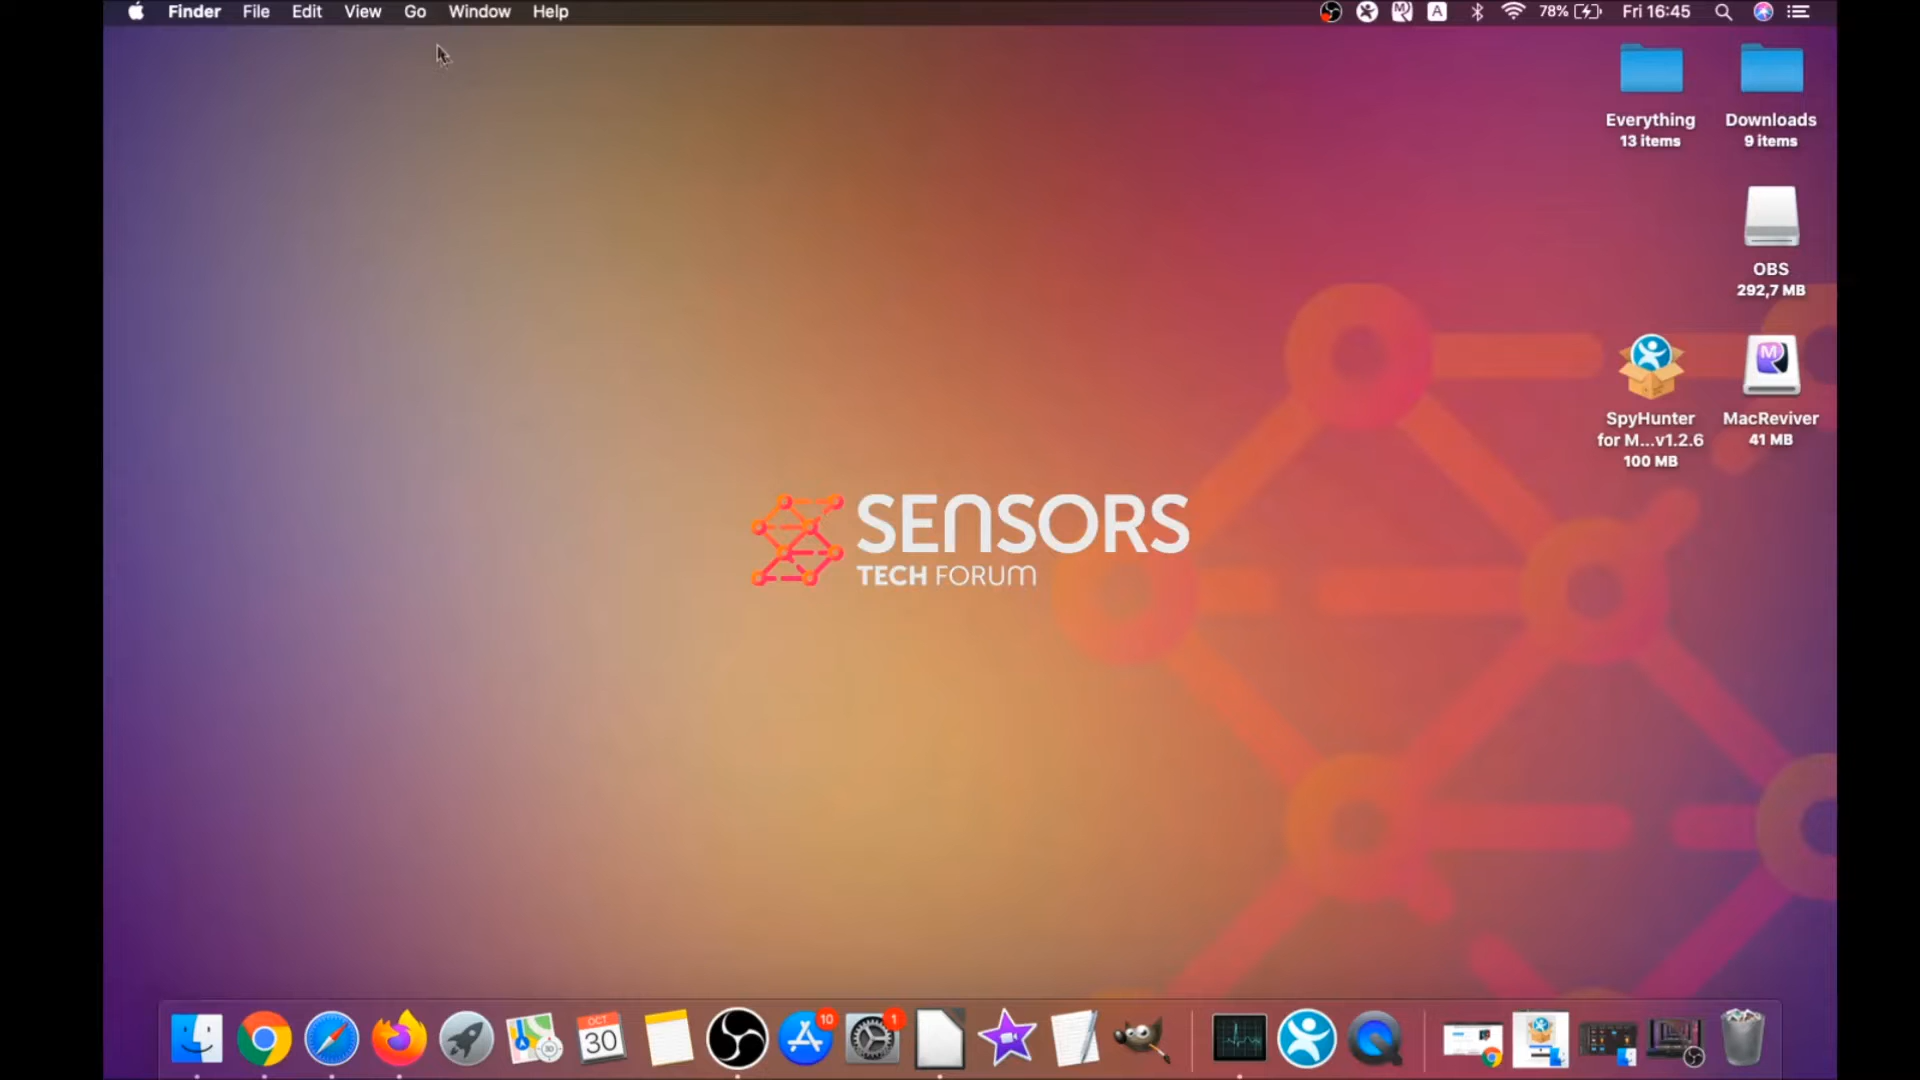 Finder File Edit View Go Window Help A 78% Fri 16:45
Everything
13 items
Downloads
9 items
OBS
292,7 MB
SpyHunter
for M...v1.2.6
100 MB
MacReviver
41 MB
SENSORS
TECH FORUM
OCT
30
10
1